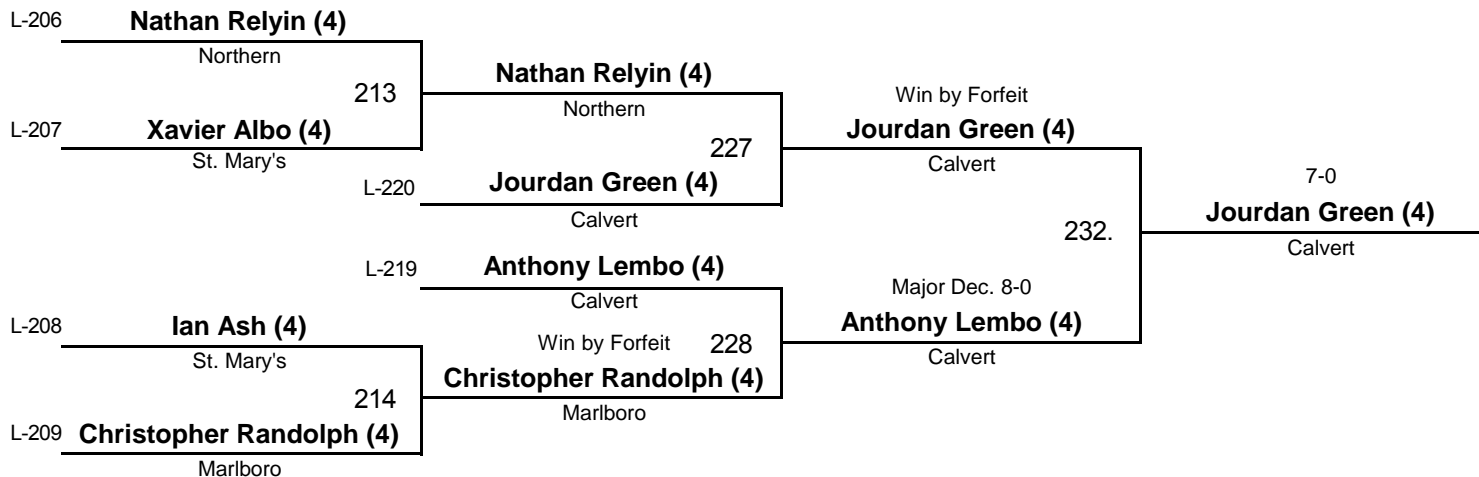 L-206 Nathan Relyin (4)
Northern
Nathan Relyin (4)
213
Win by Forfeit
Northern
L-207 Xavier Albo (4)
Jourdan Green (4)
St. Mary's
227
Calvert
L-220 Jourdan Green (4)
7-0
Calvert
Jourdan Green (4)
232.
Calvert
L-219 Anthony Lembo (4)
Calvert
Major Dec. 8-0
L-208 Ian Ash (4)
Anthony Lembo (4)
St. Mary's
Win by Forfeit 228
Calvert
Christopher Randolph (4)
214
Marlboro
L-209 Christopher Randolph (4)
Marlboro